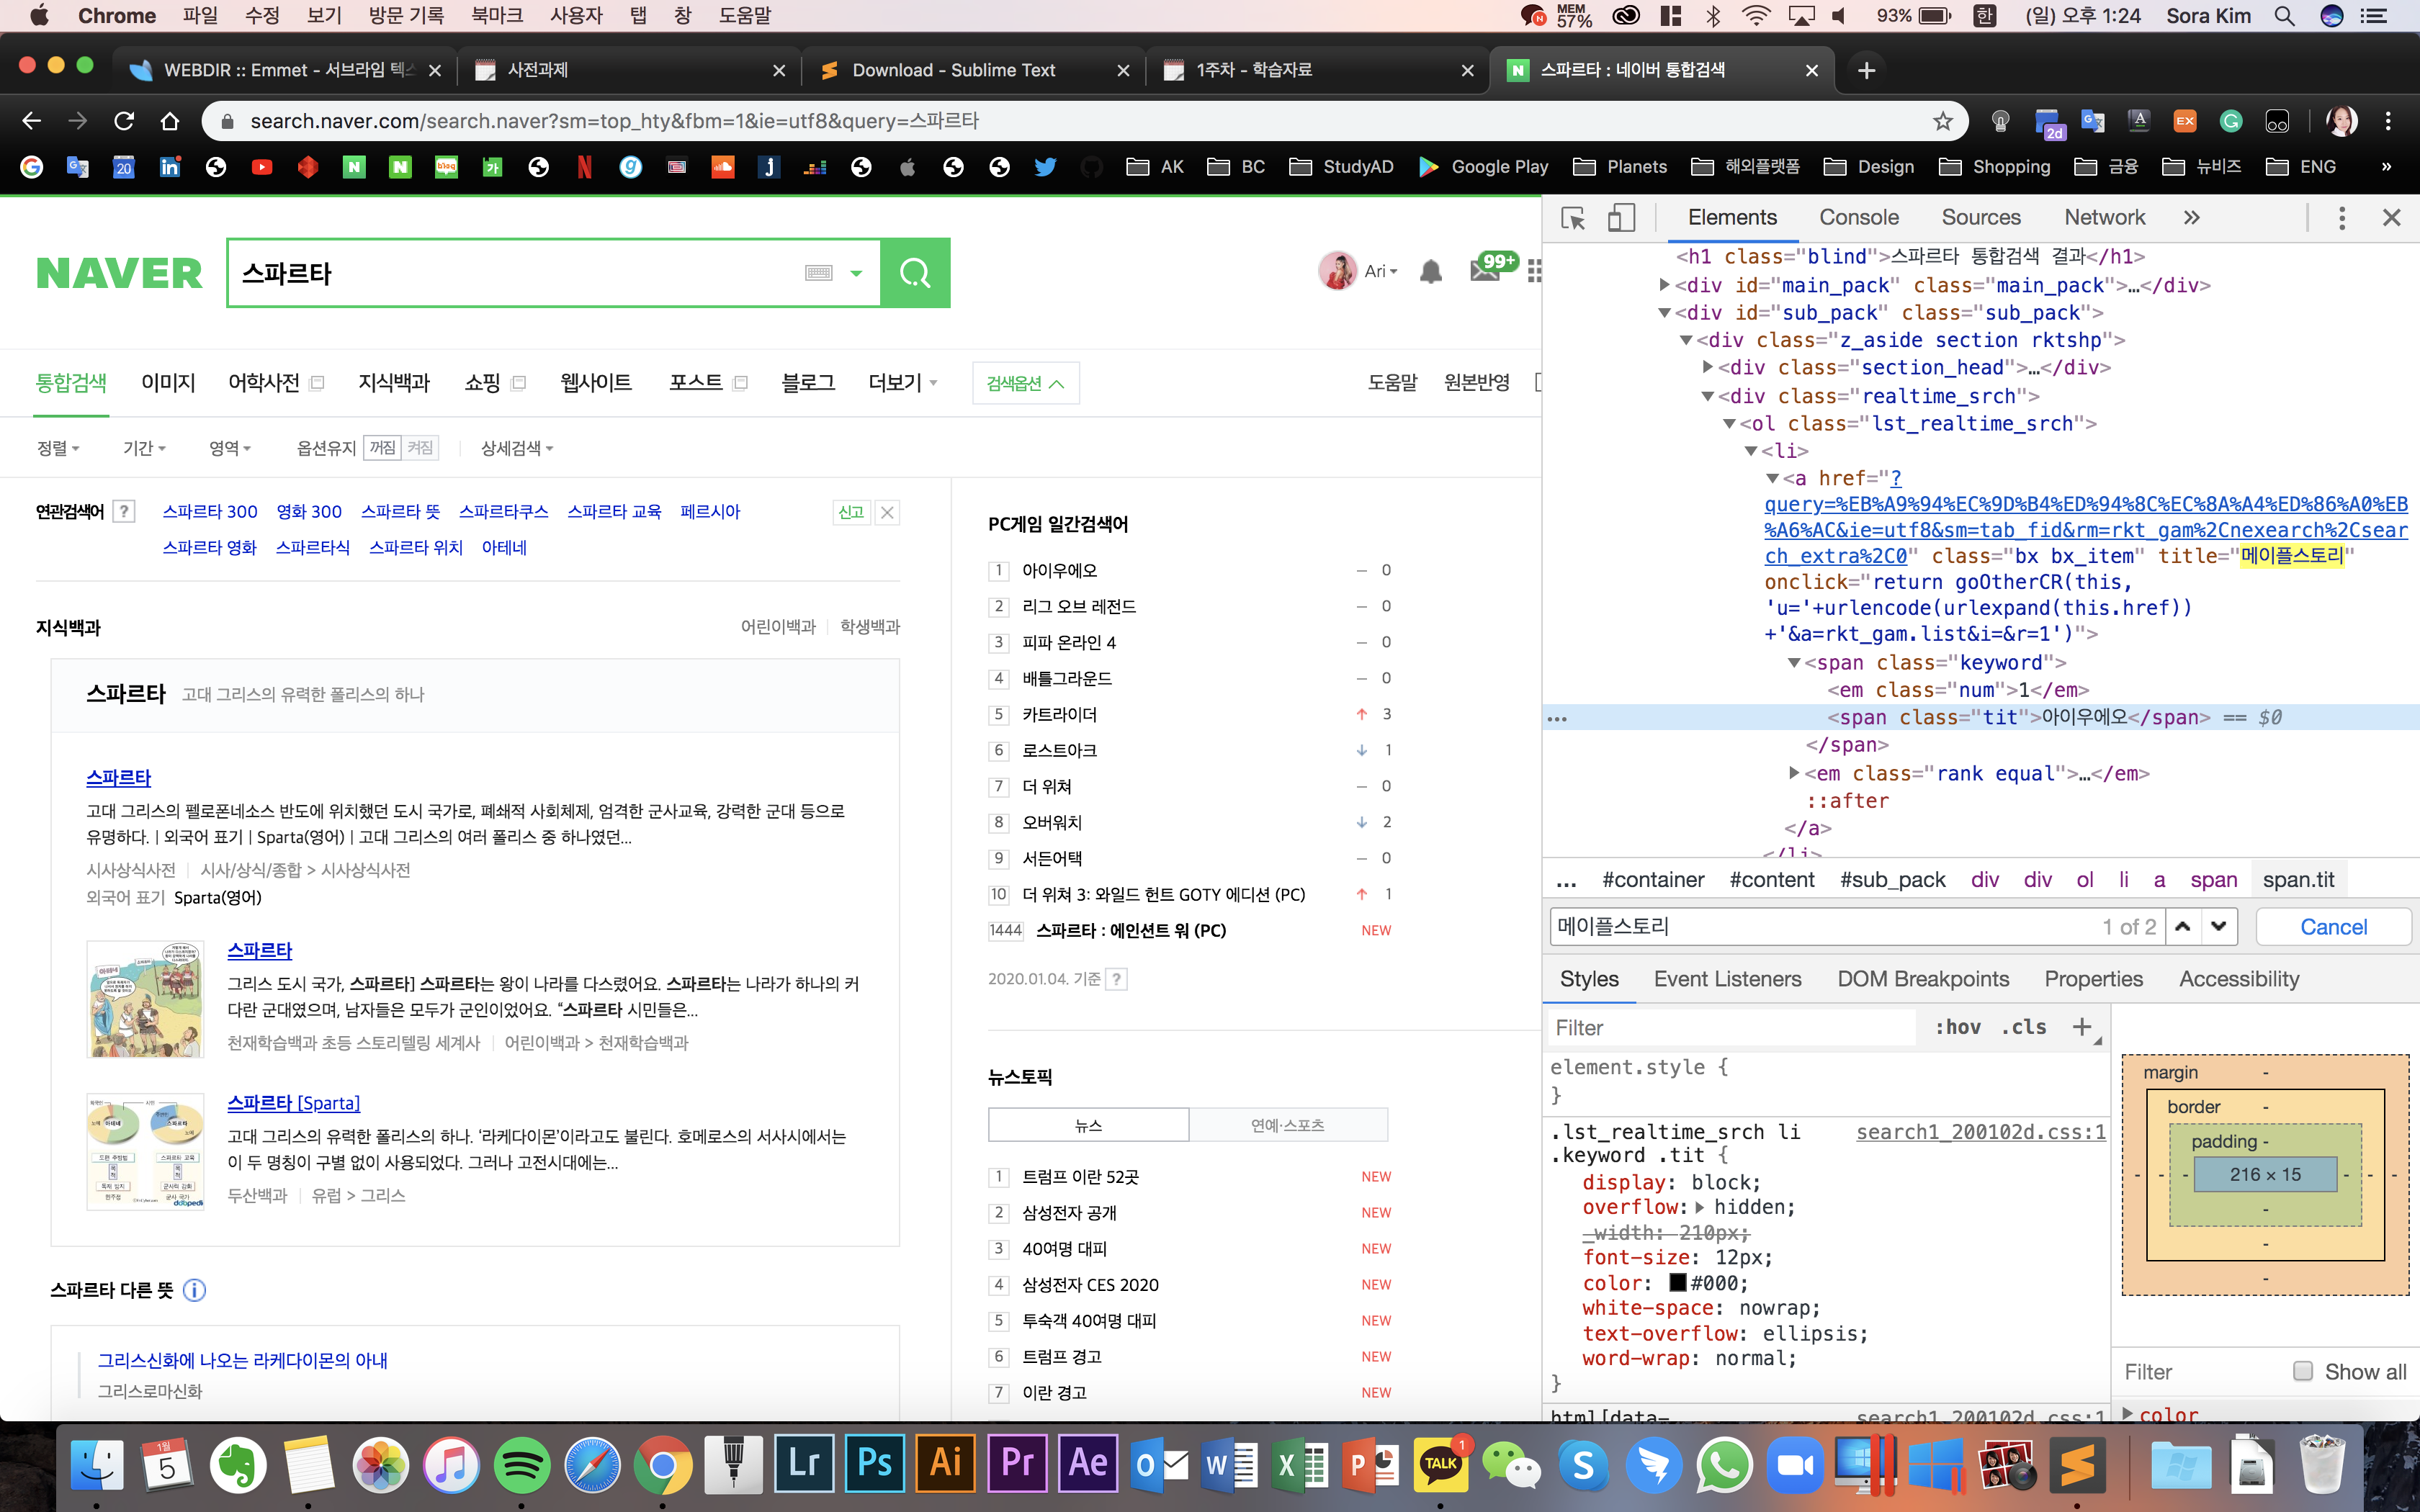 Chrome 파일 수정 보기 방문 기록 북마크 사용자 탭 창 도움말 MEM 57% 93% 한 (일) 오후 1:24 Sora Kim
WEBDIR :: Emmet - 서브라임 텍스 사전과제 Download - Sublime Text 1주차 - 학습자료 스파르타 : 네이버 통합검색
search.naver.com/search.naver?sm=top_hty&fbm=1&ie=utf8&query=스파르타 2d EX
AK BC StudyAD Google Play Planets 해외플랫폼 Design Shopping 금융 뉴비즈 ENG »
NAVER 스파르타 Ari 99+
통합검색 이미지 어학사전 지식백과 쇼핑 웹사이트 포스트 블로그 더보기 검색옵션 도움말 원본반영
정렬 기간 영역 옵션유지 꺼짐 켜짐 상세검색
연관검색어 ? 스파르타 300 영화 300 스파르타 뜻 스파르타쿠스 스파르타 교육 페르시아 신고
스파르타 영화 스파르타식 스파르타 위치 아테네
지식백과 어린이백과 학생백과
스파르타 고대 그리스의 유력한 폴리스의 하나
스파르타
고대 그리스의 펠로폰네소스 반도에 위치했던 도시 국가로, 폐쇄적 사회체제, 엄격한 군사교육, 강력한 군대 등으로
유명하다. | 외국어 표기 | Sparta(영어) | 고대 그리스의 여러 폴리스 중 하나였던...
시사상식사전 시사/상식/종합 > 시사상식사전
외국어 표기 Sparta(영어)
스파르타
그리스 도시 국가, 스파르타] 스파르타는 왕이 나라를 다스렸어요. 스파르타는 나라가 하나의 커
다란 군대였으며, 남자들은 모두가 군인이었어요. “스파르타 시민들은...
천재학습백과 초등 스토리텔링 세계사 어린이백과 > 천재학습백과
스파르타 [Sparta]
고대 그리스의 유력한 폴리스의 하나. ‘라케다이몬’이라고도 불린다. 호메로스의 서사시에서는
이 두 명칭이 구별 없이 사용되었다. 그러나 고전시대에는...
두산백과 유럽 > 그리스
스파르타 다른 뜻
그리스신화에 나오는 라케다이몬의 아내
그리스로마신화
PC게임 일간검색어
1 아이우에오 – 0
2 리그 오브 레전드 – 0
3 피파 온라인 4 – 0
4 배틀그라운드 – 0
5 카트라이더 ↑ 3
6 로스트아크 ↓ 1
7 더 위쳐 – 0
8 오버워치 ↓ 2
9 서든어택 – 0
10 더 위쳐 3: 와일드 헌트 GOTY 에디션 (PC) ↑ 1
1444 스파르타 : 에인션트 워 (PC) NEW
2020.01.04. 기준 ?
뉴스토픽
뉴스 연예·스포츠
1 트럼프 이란 52곳 NEW
2 삼성전자 공개 NEW
3 40여명 대피 NEW
4 삼성전자 CES 2020 NEW
5 투숙객 40여명 대피 NEW
6 트럼프 경고 NEW
7 이란 경고 NEW
Elements Console Sources Network »
<h1 class="blind">스파르타 통합검색 결과</h1>
<div id="main_pack" class="main_pack">…</div>
<div id="sub_pack" class="sub_pack">
<div class="z_aside section rktshp">
<div class="section_head">…</div>
<div class="realtime_srch">
<ol class="lst_realtime_srch">
<li>
<a href="?
query=%EB%A9%94%EC%9D%B4%ED%94%8C%EC%8A%A4%ED%86%A0%EB
%A6%AC&ie=utf8&sm=tab_fid&rm=rkt_gam%2Cnexearch%2Csear
ch_extra%2C0" class="bx bx_item" title="메이플스토리"
onclick="return goOtherCR(this,
'u='+urlencode(urlexpand(this.href))
+'&a=rkt_gam.list&i=&r=1')">
<span class="keyword">
<em class="num">1</em>
… <span class="tit">아이우에오</span> == $0
</span>
<em class="rank equal">…</em>
::after
</a>
</li>
… #container #content #sub_pack div div ol li a span span.tit
메이플스토리 1 of 2 Cancel
Styles Event Listeners DOM Breakpoints Properties Accessibility
Filter :hov .cls +
element.style {
}
.lst_realtime_srch li search1_200102d.css:1
.keyword .tit {
display: block;
overflow: hidden;
_width: 210px;
font-size: 12px;
color: #000;
white-space: nowrap;
text-overflow: ellipsis;
word-wrap: normal;
}
html[data- search1_200102d.css:1
margin -
border -
padding -
- - - 216 × 15 - - -
-
-
-
Filter Show all
color
1월 5 Lr Ps Ai Pr Ae O W X P TALK 1 S